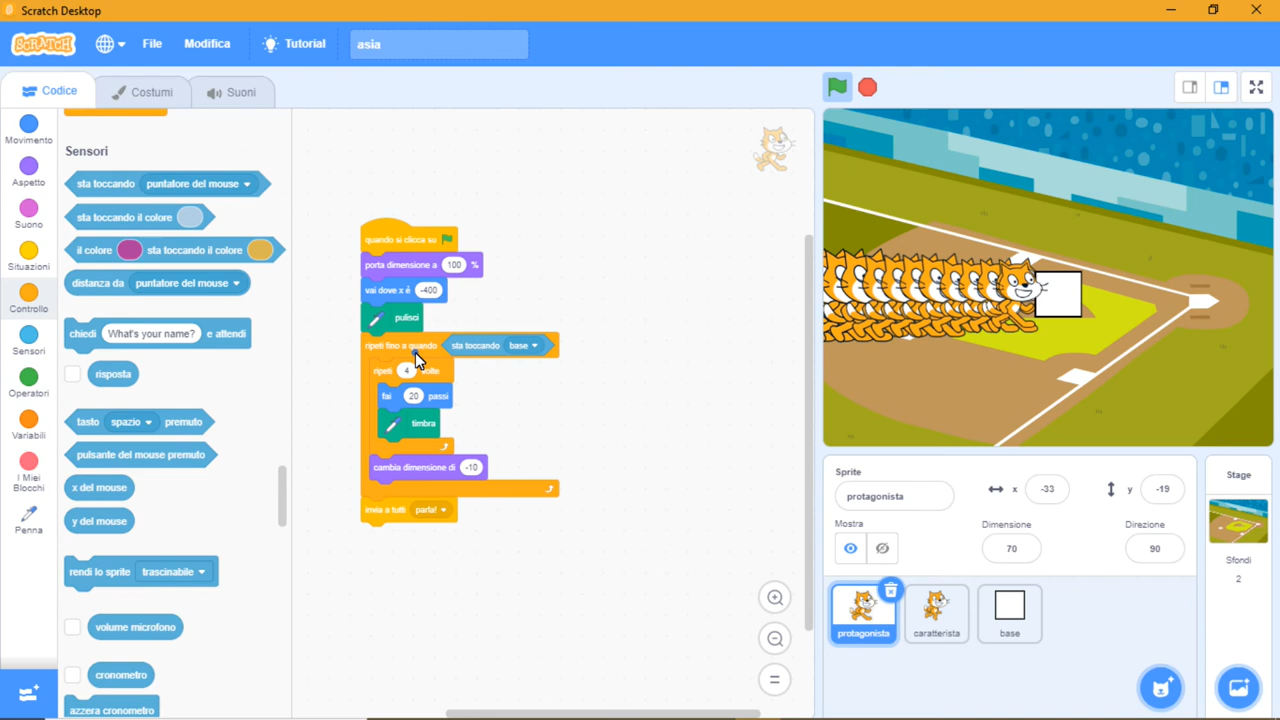 Scratch Desktop
SCRATCH File Modifica Tutorial asia
Codice Costumi Suoni
Movimento
Aspetto
Suono
Situazioni
Controllo
Sensori
Operatori
Variabili
I Miei
Blocchi
Penna
Sensori
sta toccando puntatore del mouse
sta toccando il colore
il colore sta toccando il colore
distanza da puntatore del mouse
chiedi What's your name? e attendi
risposta
tasto spazio premuto
pulsante del mouse premuto
x del mouse
y del mouse
rendi lo sprite trascinabile
volume microfono
cronometro
azzera cronometro
quando si clicca su
porta dimensione a 100 %
vai dove x è -400
pulisci
ripeti fino a quando sta toccando base
ripeti 4 volte
fai 20 passi
timbra
cambia dimensione di -10
invia a tutti parla!
Sprite
protagonista x -33 y -19
Mostra Dimensione Direzione
70 90
protagonista caratterista base
Stage
Sfondi
2